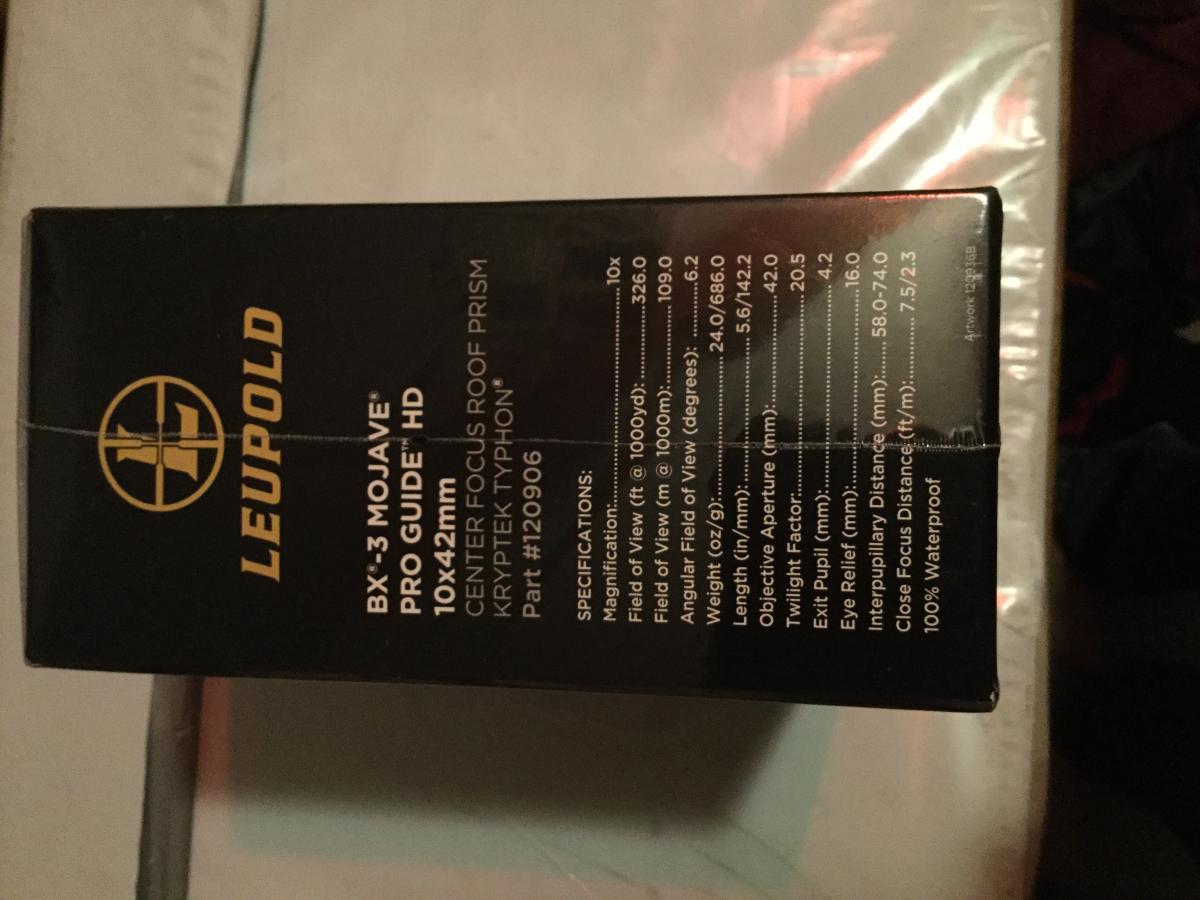 LEUPOLD
BX®-3 MOJAVE®
PRO GUIDE™ HD
10x42mm
CENTER FOCUS ROOF PRISM
KRYPTEK TYPHON®
Part #120906
SPECIFICATIONS:
Magnification:..........10x
Field of View (ft @ 1000yd):..........326.0
Field of View (m @ 1000m):..........109.0
Angular Field of View (degrees):..........6.2
Weight (oz/g):..........24.0/686.0
Length (in/mm):..........5.6/142.2
Objective Aperture (mm):..........42.0
Twilight Factor..........20.5
Exit Pupil (mm):..........4.2
Eye Relief (mm):..........16.0
Interpupillary Distance (mm):..........58.0-74.0
Close Focus Distance (ft/m):..........7.5/2.3
100% Waterproof
Artwork 120936B